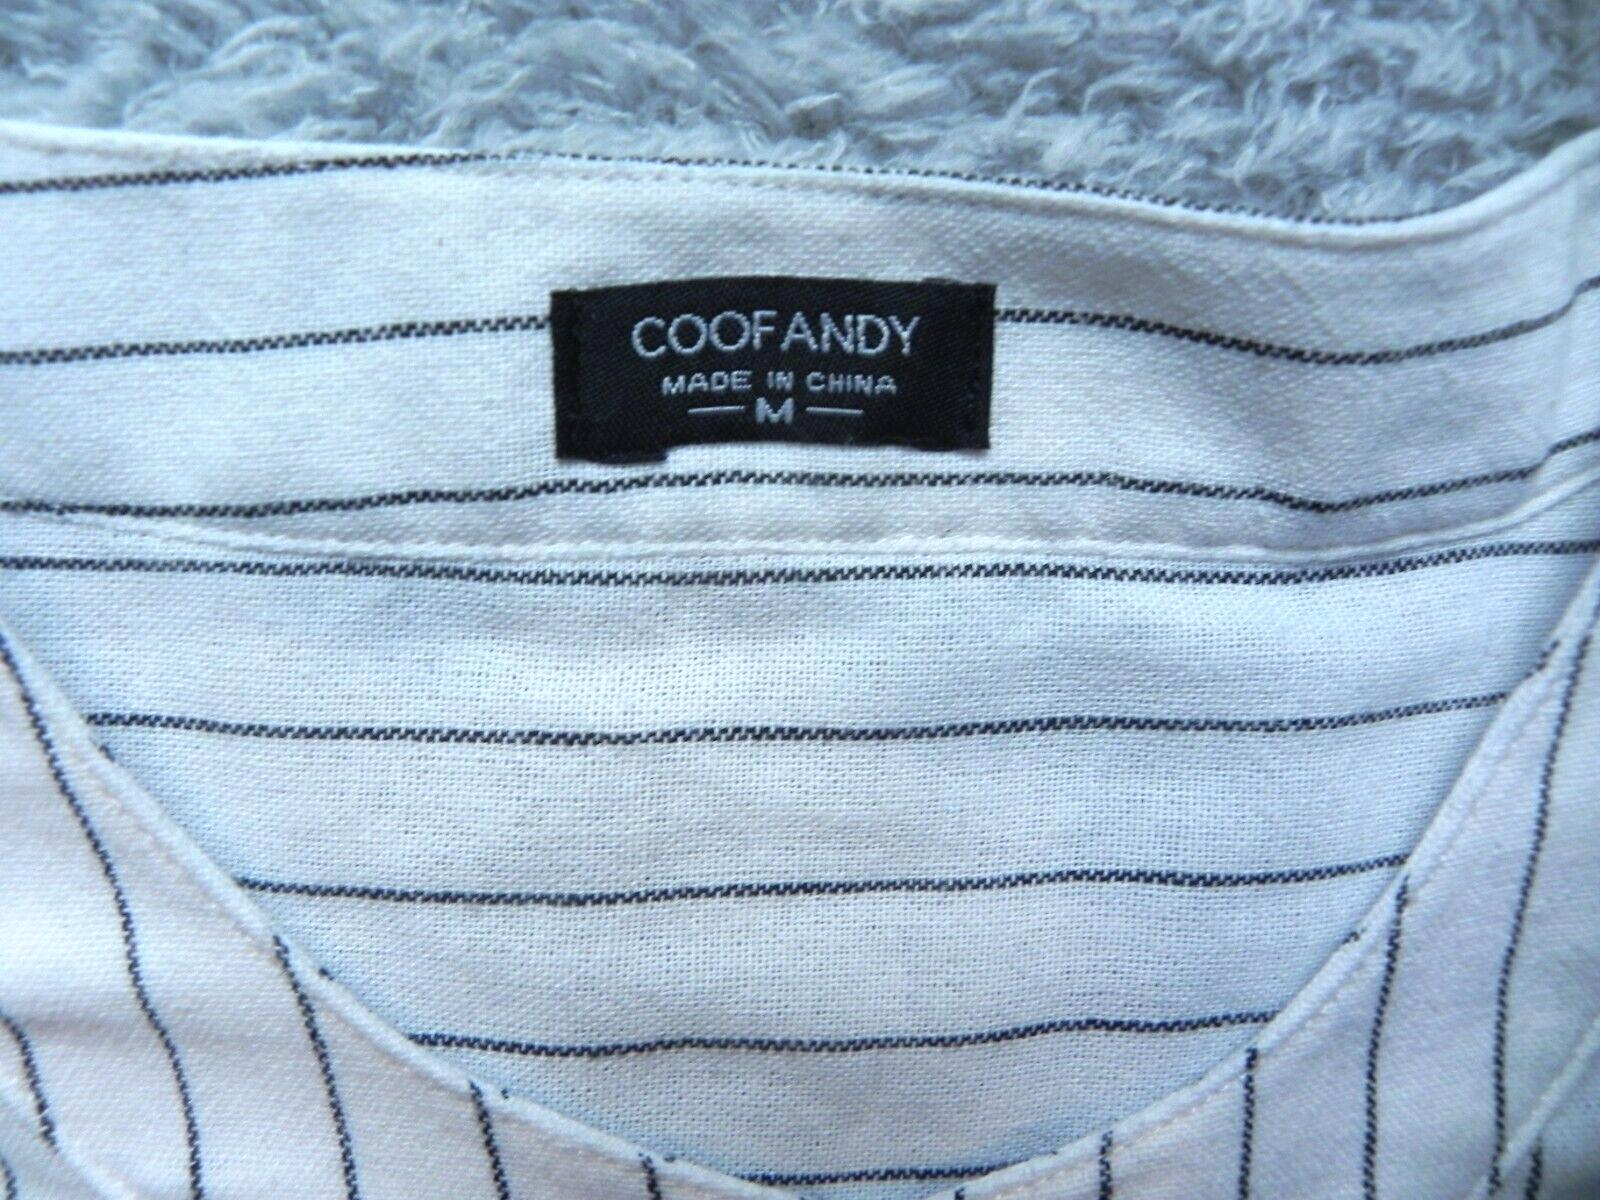 COOFANDY
MADE IN CHINA
— M —